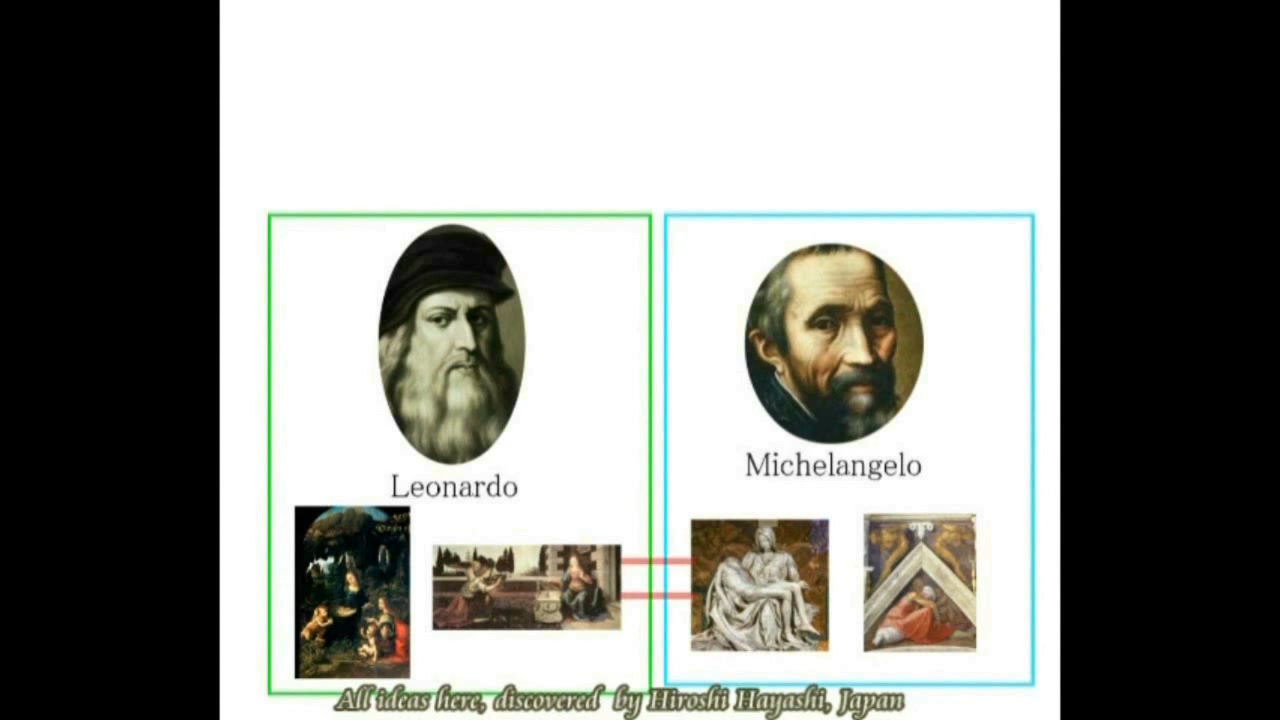 Leonardo
Michelangelo
All ideas here, discovered by Hiroshi Hayashi, Japan